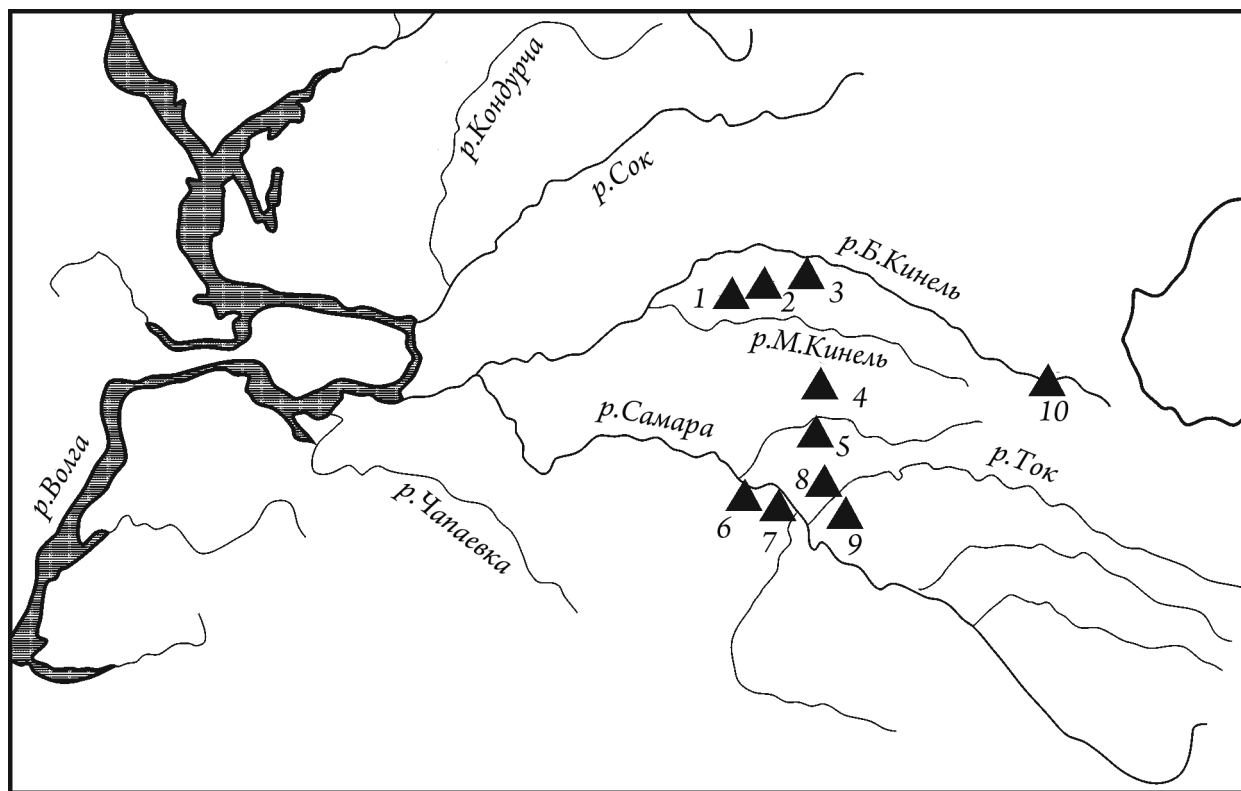 р.Кондурча
р.Сок
р.Б.Кинель
1
2
3
р.М.Кинель
4
10
р.Самара
5
р.Ток
р.Волга
8
6
7
9
р.Чапаевка